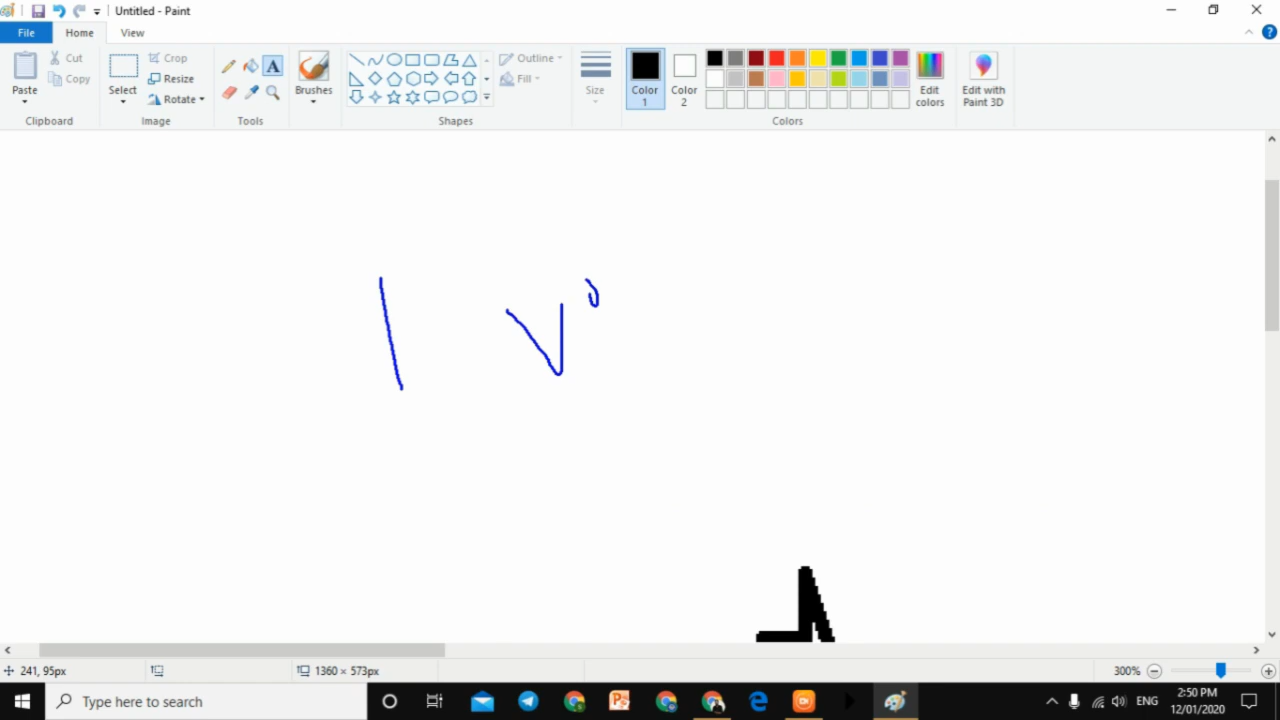 Untitled - Paint
File Home View
Paste
Cut
Copy
Clipboard
Select
Crop
Resize
Rotate
Image
A
Tools
Brushes
Shapes
Outline
Fill
Size
Color 1
Color 2
Colors
Edit colors
Edit with Paint 3D
241, 95px
1360 × 573px
300%
Type here to search
ENG
2:50 PM
12/01/2020